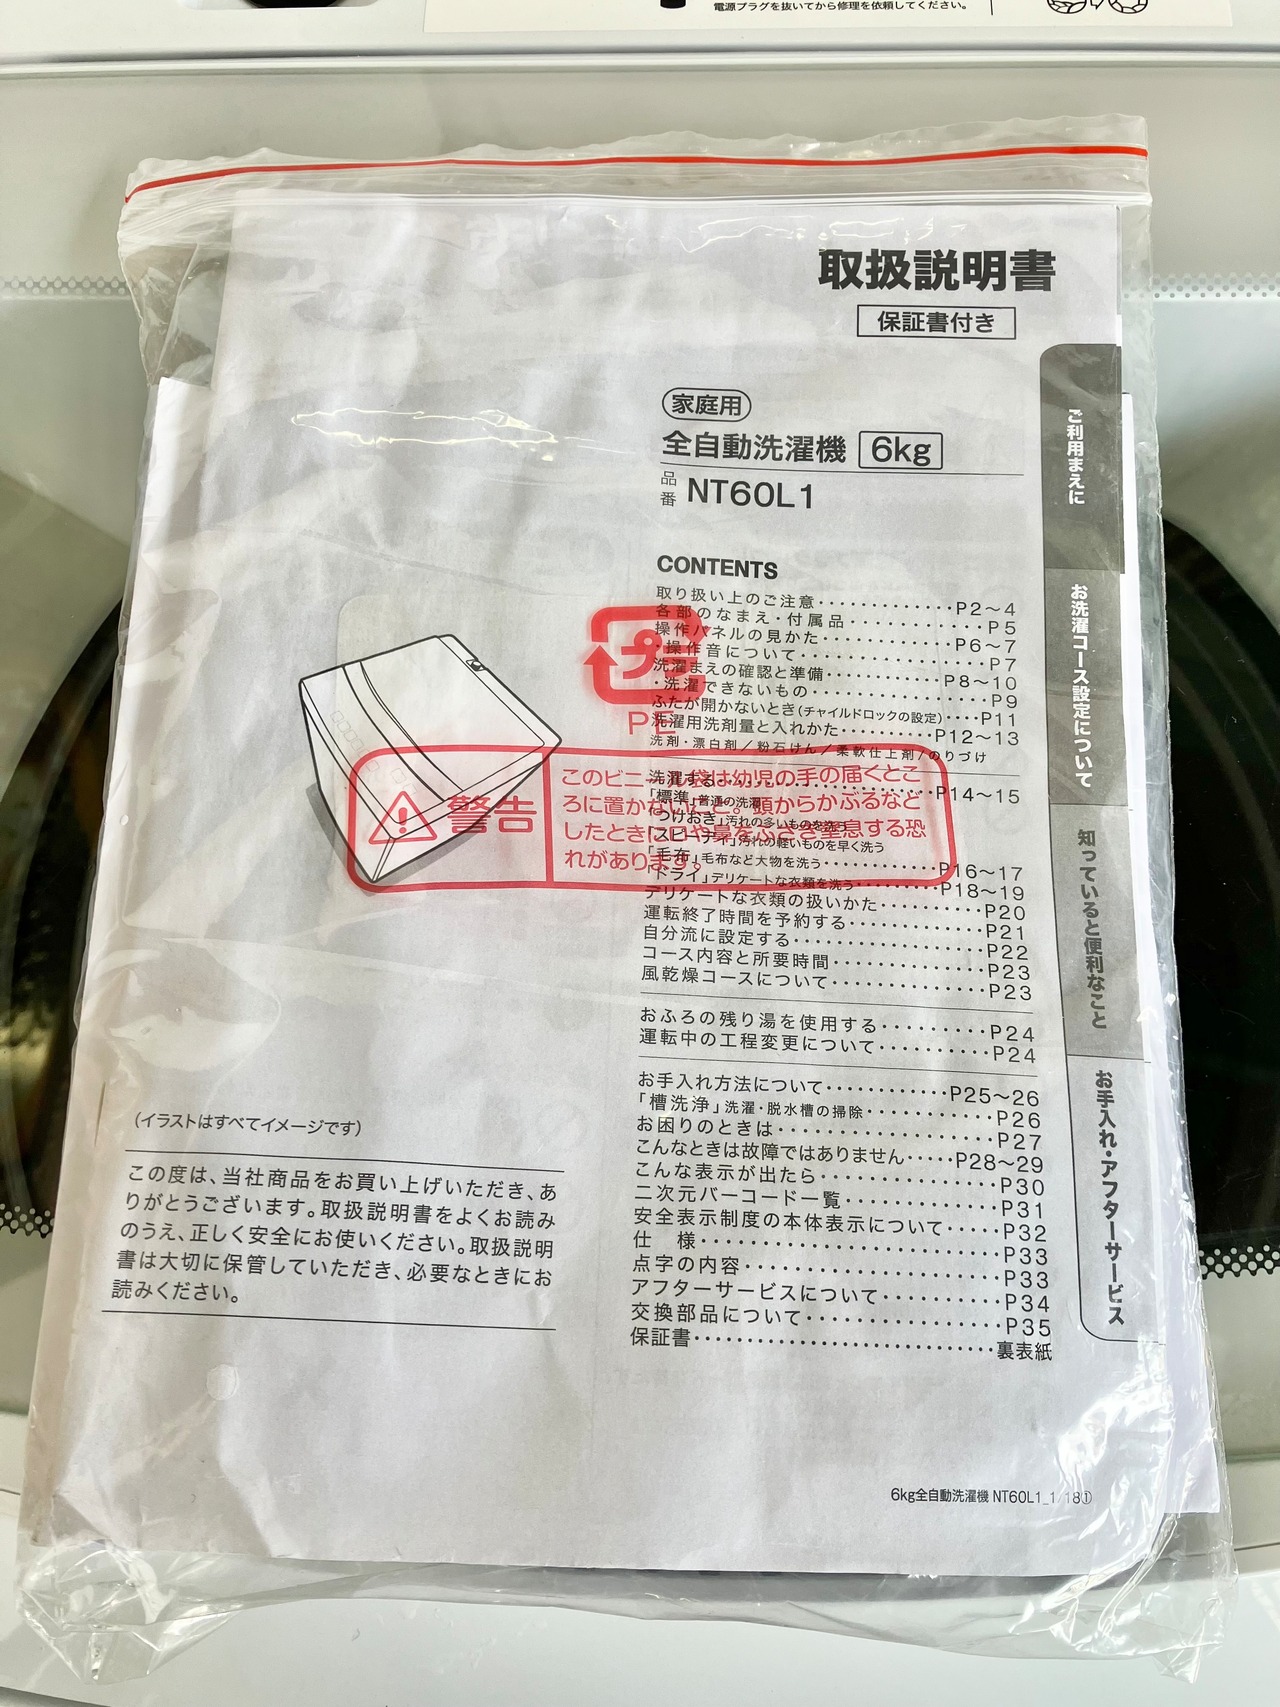 電源プラグを抜いてから修理を依頼してください。
取扱説明書
保証書付き
家庭用
全自動洗濯機 6kg
品番 NT60L1
CONTENTS
取り扱い上のご注意・・・・・・・・・・・・P2～4
各部のなまえ・付属品・・・・・・・・・・・・P5
操作パネルの見かた・・・・・・・・・・・・P6～7
・操作音について・・・・・・・・・・・・・・・P7
洗濯まえの確認と準備・・・・・・・・・・・P8～10
・洗濯できないもの・・・・・・・・・・・・・・P9
ふたが開かないとき(チャイルドロックの設定)・・・・P11
洗濯用洗剤量と入れかた・・・・・・・・・・P12～13
洗剤・漂白剤／粉石けん／柔軟仕上剤／のりづけ
洗濯する・・・・・・・・・・・・・・・・P14～15
「標準」普通の洗濯
「つけおき」汚れの多いものを洗う
「スピーディ」汚れの軽いものを早く洗う
「毛布」毛布など大物を洗う・・・・・・・・・・P16～17
「ドライ」デリケートな衣類を洗う・・・・・・・・P18～19
デリケートな衣類の扱いかた・・・・・・・・・・P20
運転終了時間を予約する・・・・・・・・・・・・P21
自分流に設定する・・・・・・・・・・・・・・・P22
コース内容と所要時間・・・・・・・・・・・・・P23
風乾燥コースについて・・・・・・・・・・・・・P23
おふろの残り湯を使用する・・・・・・・・・P24
運転中の工程変更について・・・・・・・・・P24
お手入れ方法について・・・・・・・・・・・・P25～26
「槽洗浄」洗濯・脱水槽の掃除・・・・・・・・・・・・P26
お困りのときは・・・・・・・・・・・・・・・・・・P27
こんなときは故障ではありません・・・・・P28～29
こんな表示が出たら・・・・・・・・・・・・・・・P30
二次元バーコード一覧・・・・・・・・・・・・・P31
安全表示制度の本体表示について・・・・・P32
仕　様・・・・・・・・・・・・・・・・・・・・・・・P33
点字の内容・・・・・・・・・・・・・・・・・・・・P33
アフターサービスについて・・・・・・・・・・P34
交換部品について・・・・・・・・・・・・・・・・P35
保証書・・・・・・・・・・・・・・・・・・・・・・・裏表紙
ご利用まえに
お洗濯コース設定について
知っていると便利なこと
お手入れ・アフターサービス
プラ
PE
警告
このビニール袋は幼児の手の届くとこ
ろに置かないこと。頭からかぶるなど
したときに口や鼻をふさぎ窒息する恐
れがあります。
(イラストはすべてイメージです)
この度は、当社商品をお買い上げいただき、あ
りがとうございます。取扱説明書をよくお読み
のうえ、正しく安全にお使いください。取扱説明
書は大切に保管していただき、必要なときにお
読みください。
6kg全自動洗濯機 NT60L1_1/18①